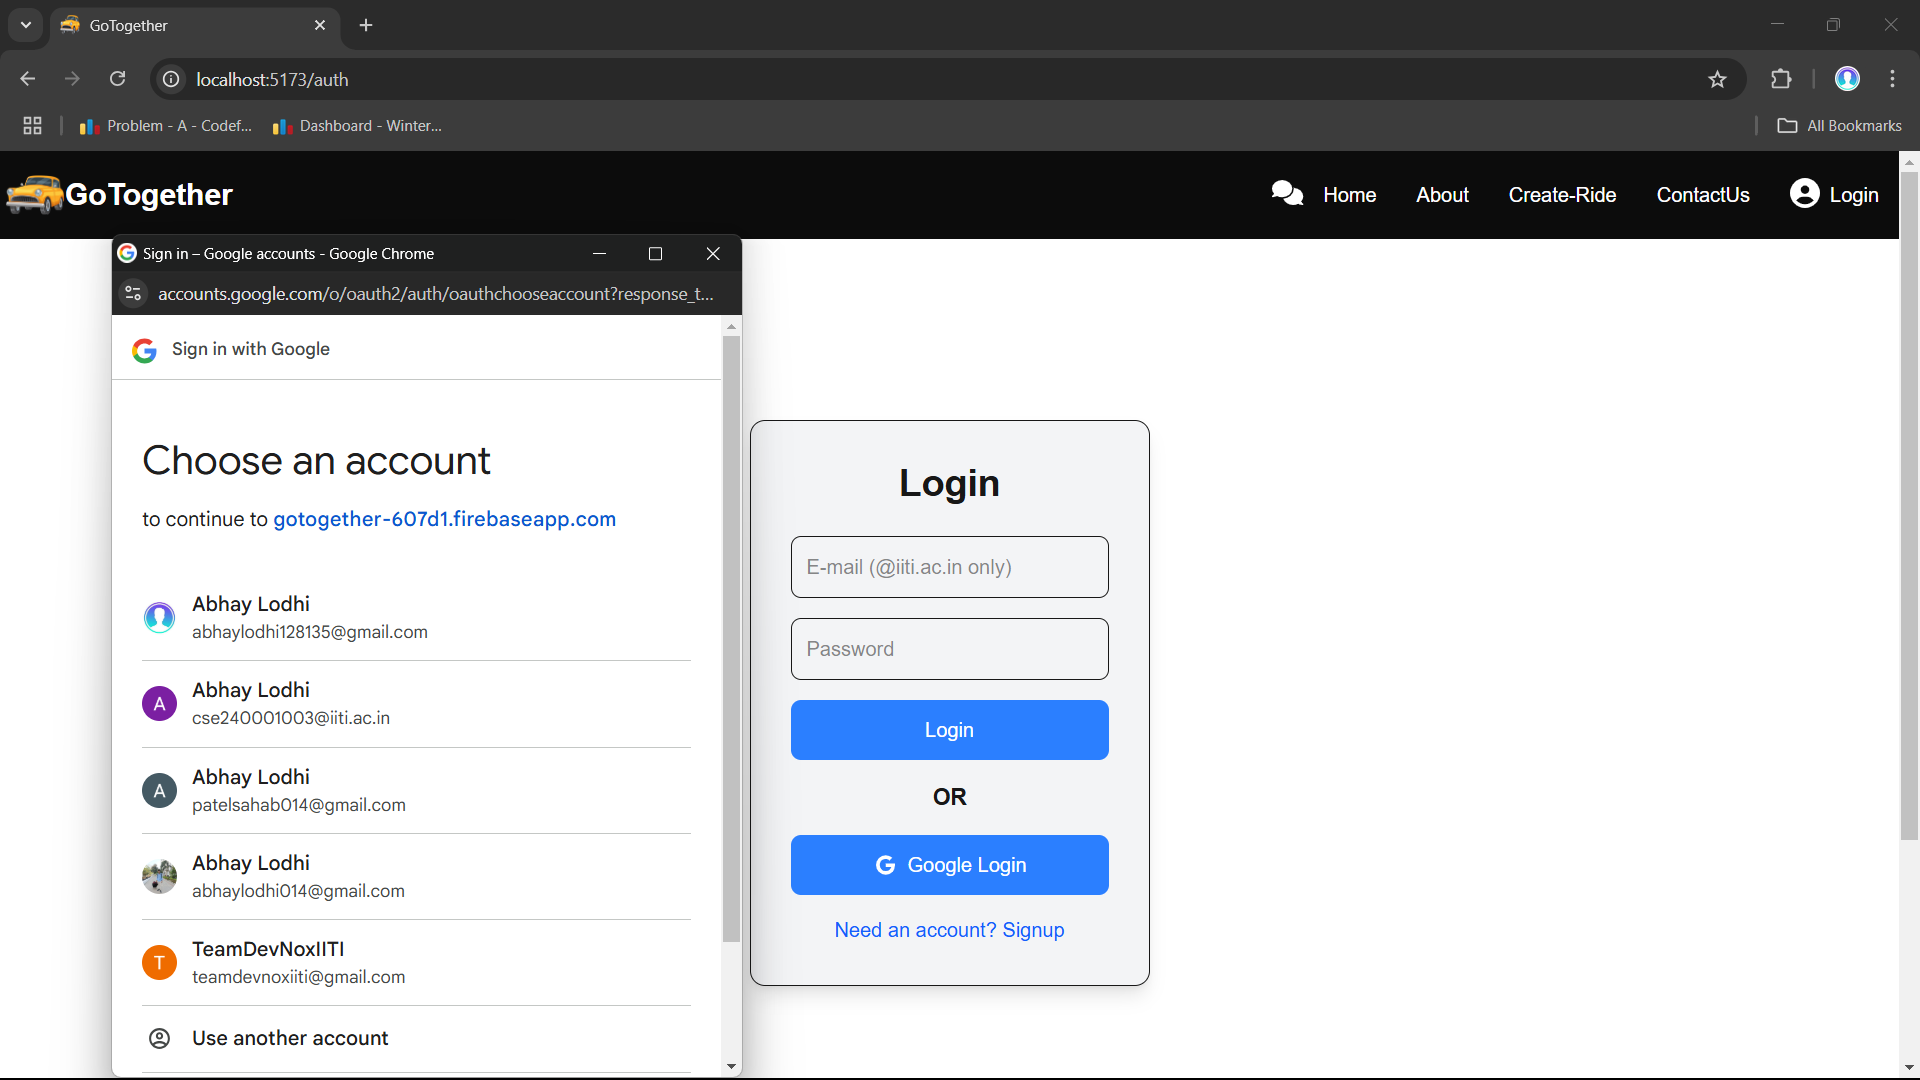 GoTogether
localhost:5173/auth
Problem - A - Codef...
Dashboard - Winter...
All Bookmarks
GoTogether
Home
About
Create-Ride
ContactUs
Login
Sign in – Google accounts - Google Chrome
accounts.google.com/o/oauth2/auth/oauthchooseaccount?response_t...
Sign in with Google
Choose an account
to continue to gotogether-607d1.firebaseapp.com
Abhay Lodhi
abhaylodhi128135@gmail.com
A
Abhay Lodhi
cse240001003@iiti.ac.in
A
Abhay Lodhi
patelsahab014@gmail.com
Abhay Lodhi
abhaylodhi014@gmail.com
T
TeamDevNoxIITI
teamdevnoxiiti@gmail.com
Use another account
Login
E-mail (@iiti.ac.in only)
Password
Login
OR
G Google Login
Need an account? Signup